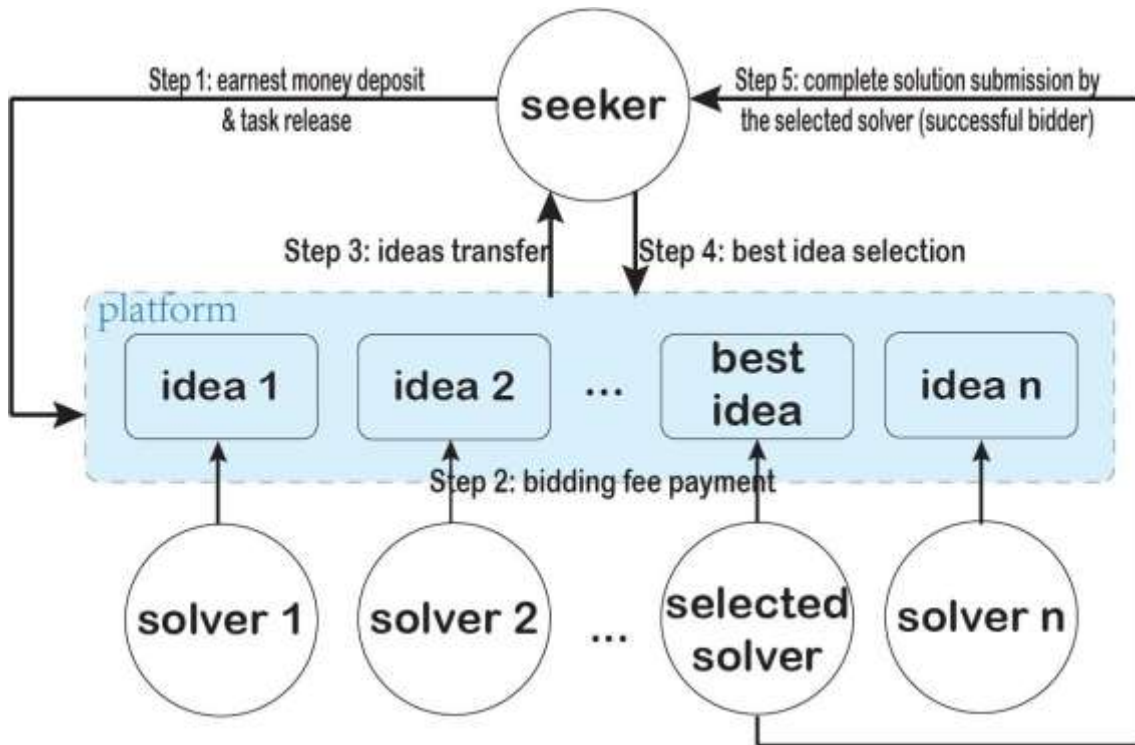 Step 1: earnest money deposit
& task release
seeker
Step 5: complete solution submission by
the selected solver (successful bidder)
Step 3: ideas transfer
Step 4: best idea selection
platform
idea 1
idea 2
...
best
idea
idea n
Step 2: bidding fee payment
solver 1
solver 2
...
selected
solver
solver n